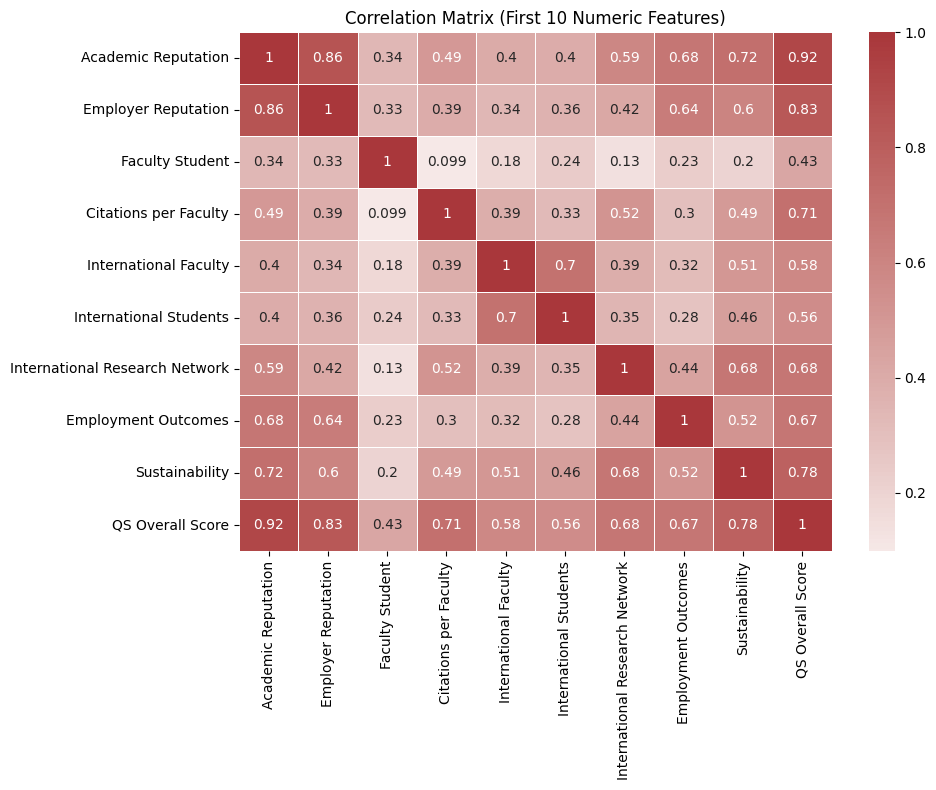 Correlation Matrix (First 10 Numeric Features)
Academic Reputation 1 0.86 0.34 0.49 0.4 0.4 0.59 0.68 0.72 0.92
Employer Reputation 0.86 1 0.33 0.39 0.34 0.36 0.42 0.64 0.6 0.83
Faculty Student 0.34 0.33 1 0.099 0.18 0.24 0.13 0.23 0.2 0.43
Citations per Faculty 0.49 0.39 0.099 1 0.39 0.33 0.52 0.3 0.49 0.71
International Faculty 0.4 0.34 0.18 0.39 1 0.7 0.39 0.32 0.51 0.58
International Students 0.4 0.36 0.24 0.33 0.7 1 0.35 0.28 0.46 0.56
International Research Network 0.59 0.42 0.13 0.52 0.39 0.35 1 0.44 0.68 0.68
Employment Outcomes 0.68 0.64 0.23 0.3 0.32 0.28 0.44 1 0.52 0.67
Sustainability 0.72 0.6 0.2 0.49 0.51 0.46 0.68 0.52 1 0.78
QS Overall Score 0.92 0.83 0.43 0.71 0.58 0.56 0.68 0.67 0.78 1
Academic Reputation
Employer Reputation
Faculty Student
Citations per Faculty
International Faculty
International Students
International Research Network
Employment Outcomes
Sustainability
QS Overall Score
1.0
0.8
0.6
0.4
0.2